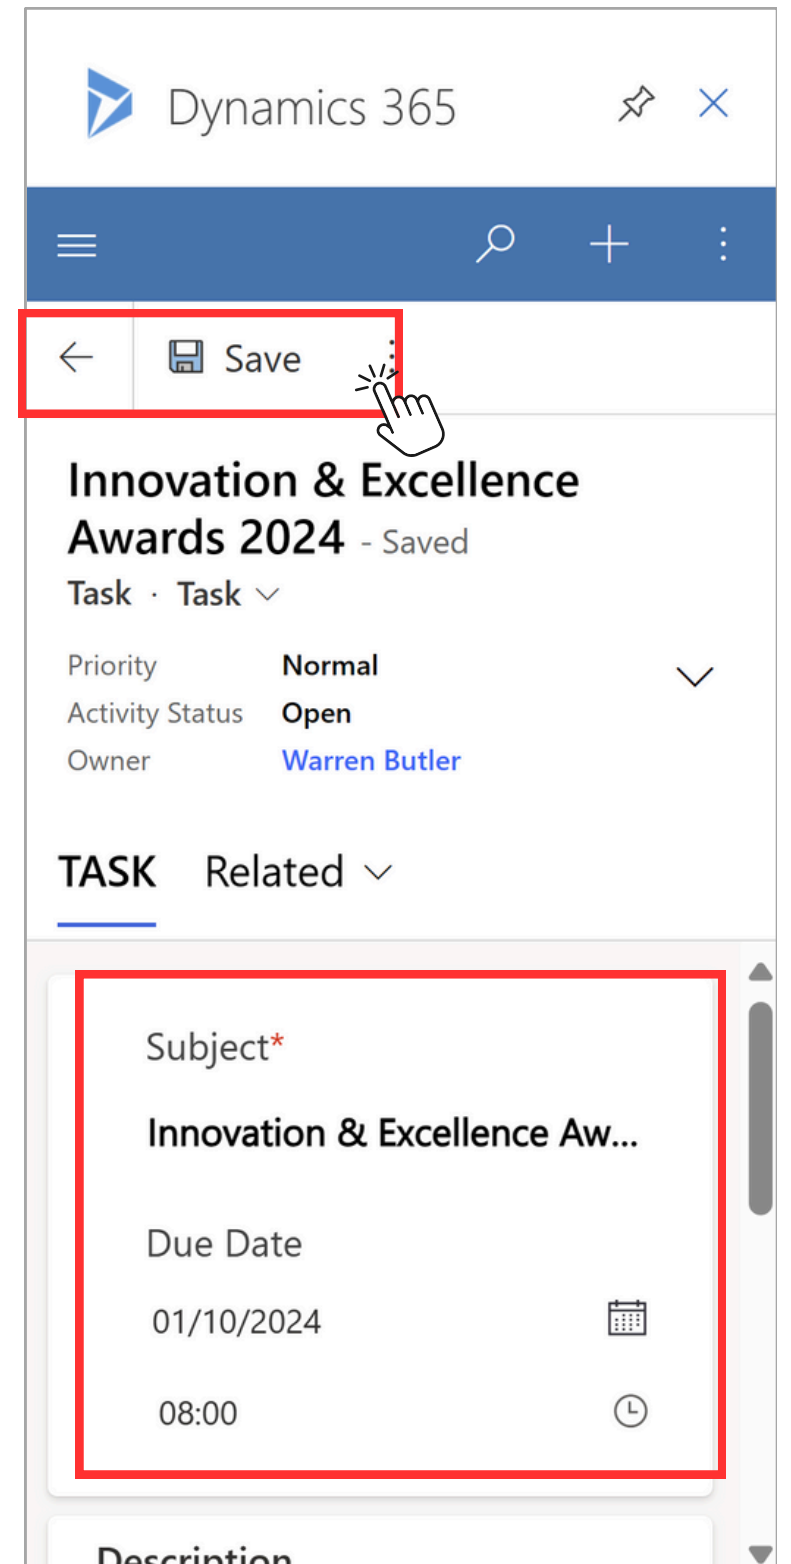 Dynamics 365
Save
Innovation & Excellence
Awards 2024 - Saved
Task · Task
Priority Normal
Activity Status Open
Owner Warren Butler
TASK Related
Subject*
Innovation & Excellence Aw...
Due Date
01/10/2024
08:00
Description